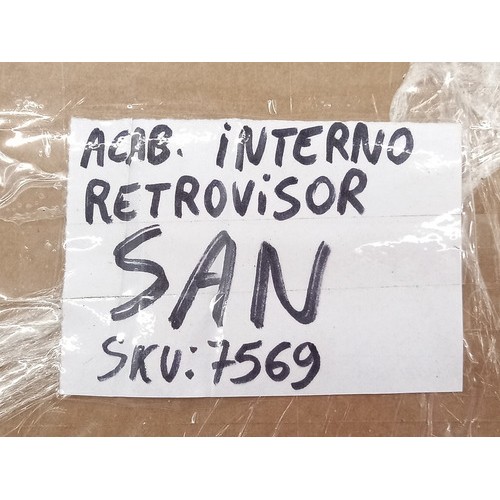 ACAB. iNTERNO
RETROViSOR
SAN
SKU: 7569